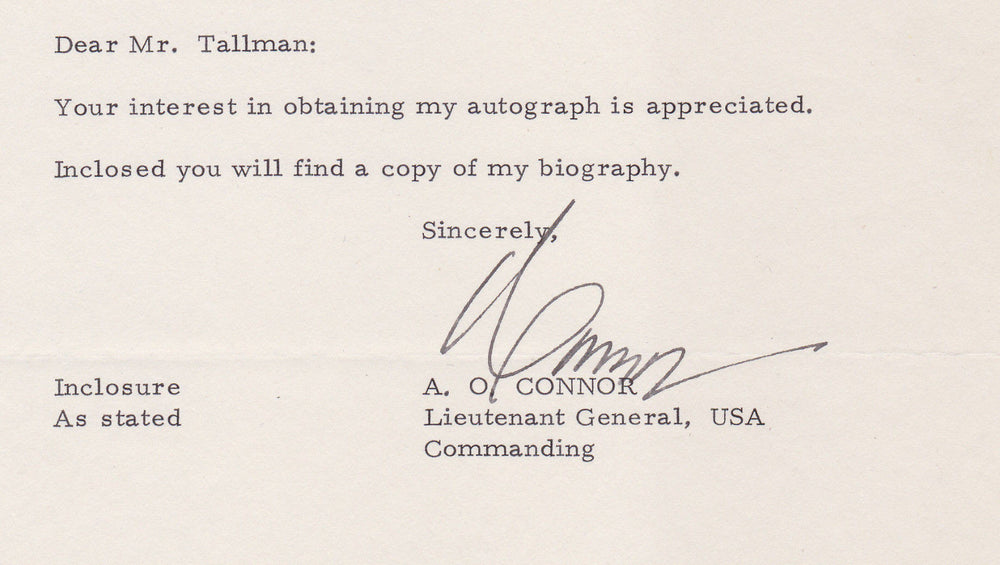 Dear Mr. Tallman:
Your interest in obtaining my autograph is appreciated.
Inclosed you will find a copy of my biography.
Sincerely,
Connor
Inclosure A. O. CONNOR
As stated Lieutenant General, USA
Commanding